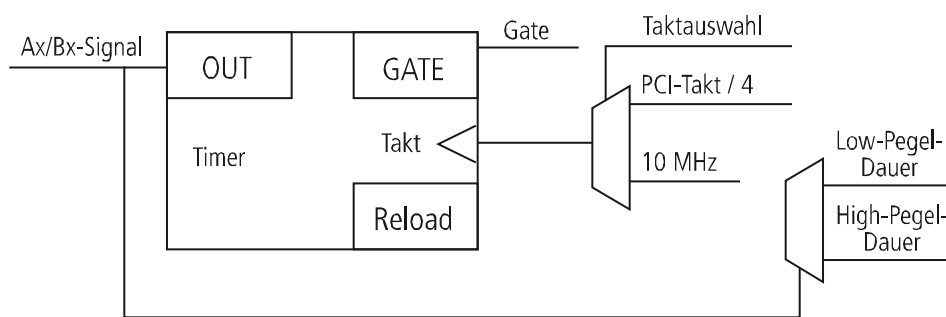 Ax/Bx-Signal
OUT
GATE
Gate
Taktauswahl
PCI-Takt / 4
Timer
Takt
10 MHz
Low-Pegel-
Dauer
Reload
High-Pegel-
Dauer